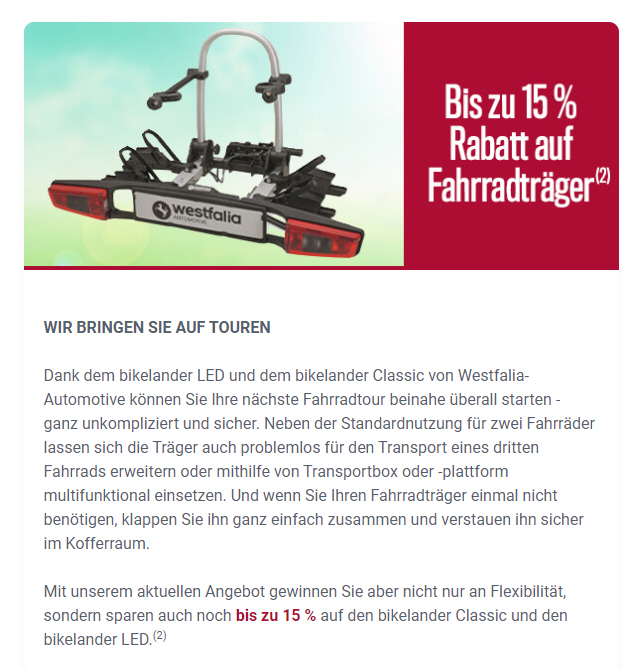 Bis zu 15 %
Rabatt auf
Fahrradträger(2)
westfalia
AUTOMOTIVE
WIR BRINGEN SIE AUF TOUREN
Dank dem bikelander LED und dem bikelander Classic von Westfalia-
Automotive können Sie Ihre nächste Fahrradtour beinahe überall starten -
ganz unkompliziert und sicher. Neben der Standardnutzung für zwei Fahrräder
lassen sich die Träger auch problemlos für den Transport eines dritten
Fahrrads erweitern oder mithilfe von Transportbox oder -plattform
multifunktional einsetzen. Und wenn Sie Ihren Fahrradträger einmal nicht
benötigen, klappen Sie ihn ganz einfach zusammen und verstauen ihn sicher
im Kofferraum.
Mit unserem aktuellen Angebot gewinnen Sie aber nicht nur an Flexibilität,
sondern sparen auch noch bis zu 15 % auf den bikelander Classic und den
bikelander LED.(2)